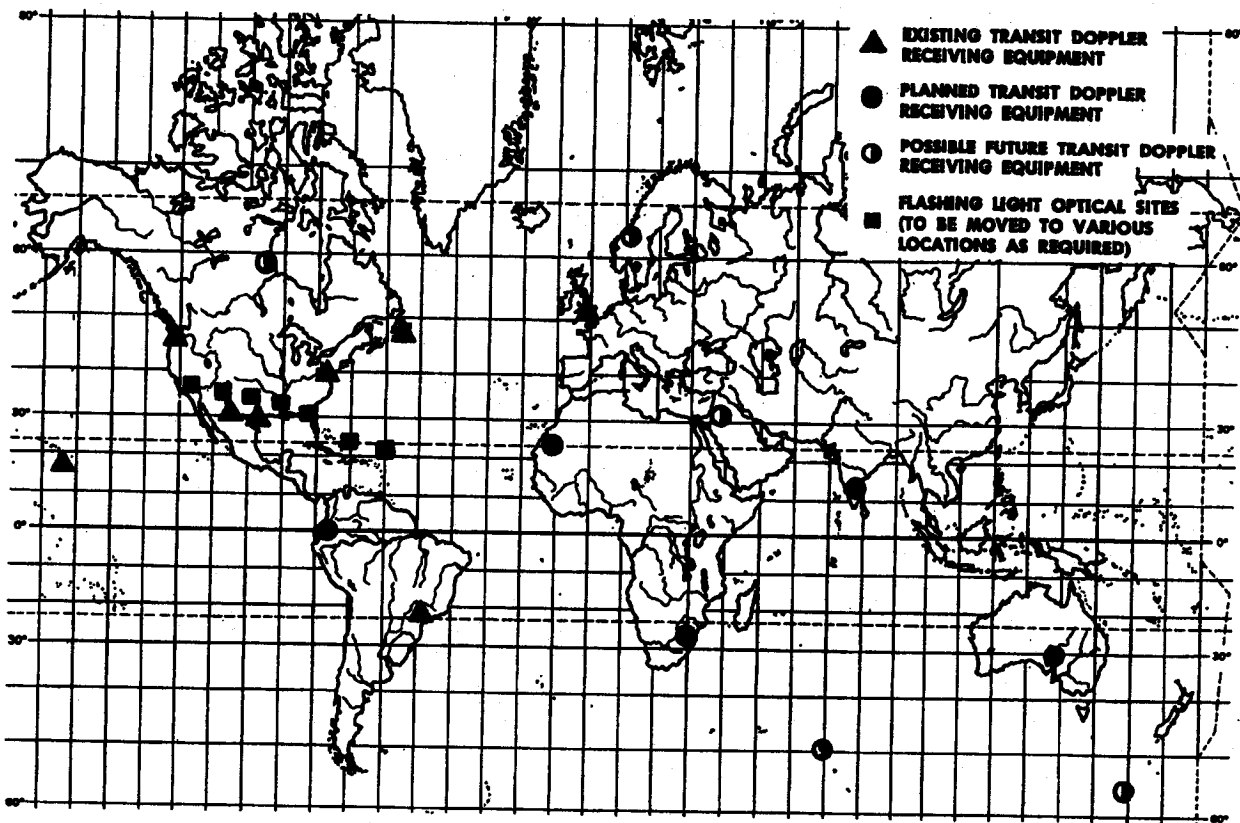 80°
60°
EXISTING TRANSIT DOPPLER
RECEIVING EQUIPMENT
PLANNED TRANSIT DOPPLER
RECEIVING EQUIPMENT
POSSIBLE FUTURE TRANSIT DOPPLER
RECEIVING EQUIPMENT
FLASHING LIGHT OPTICAL SITES
(TO BE MOVED TO VARIOUS
LOCATIONS AS REQUIRED)
60°
30°
30°
0°
0°
30°
30°
60°
60°